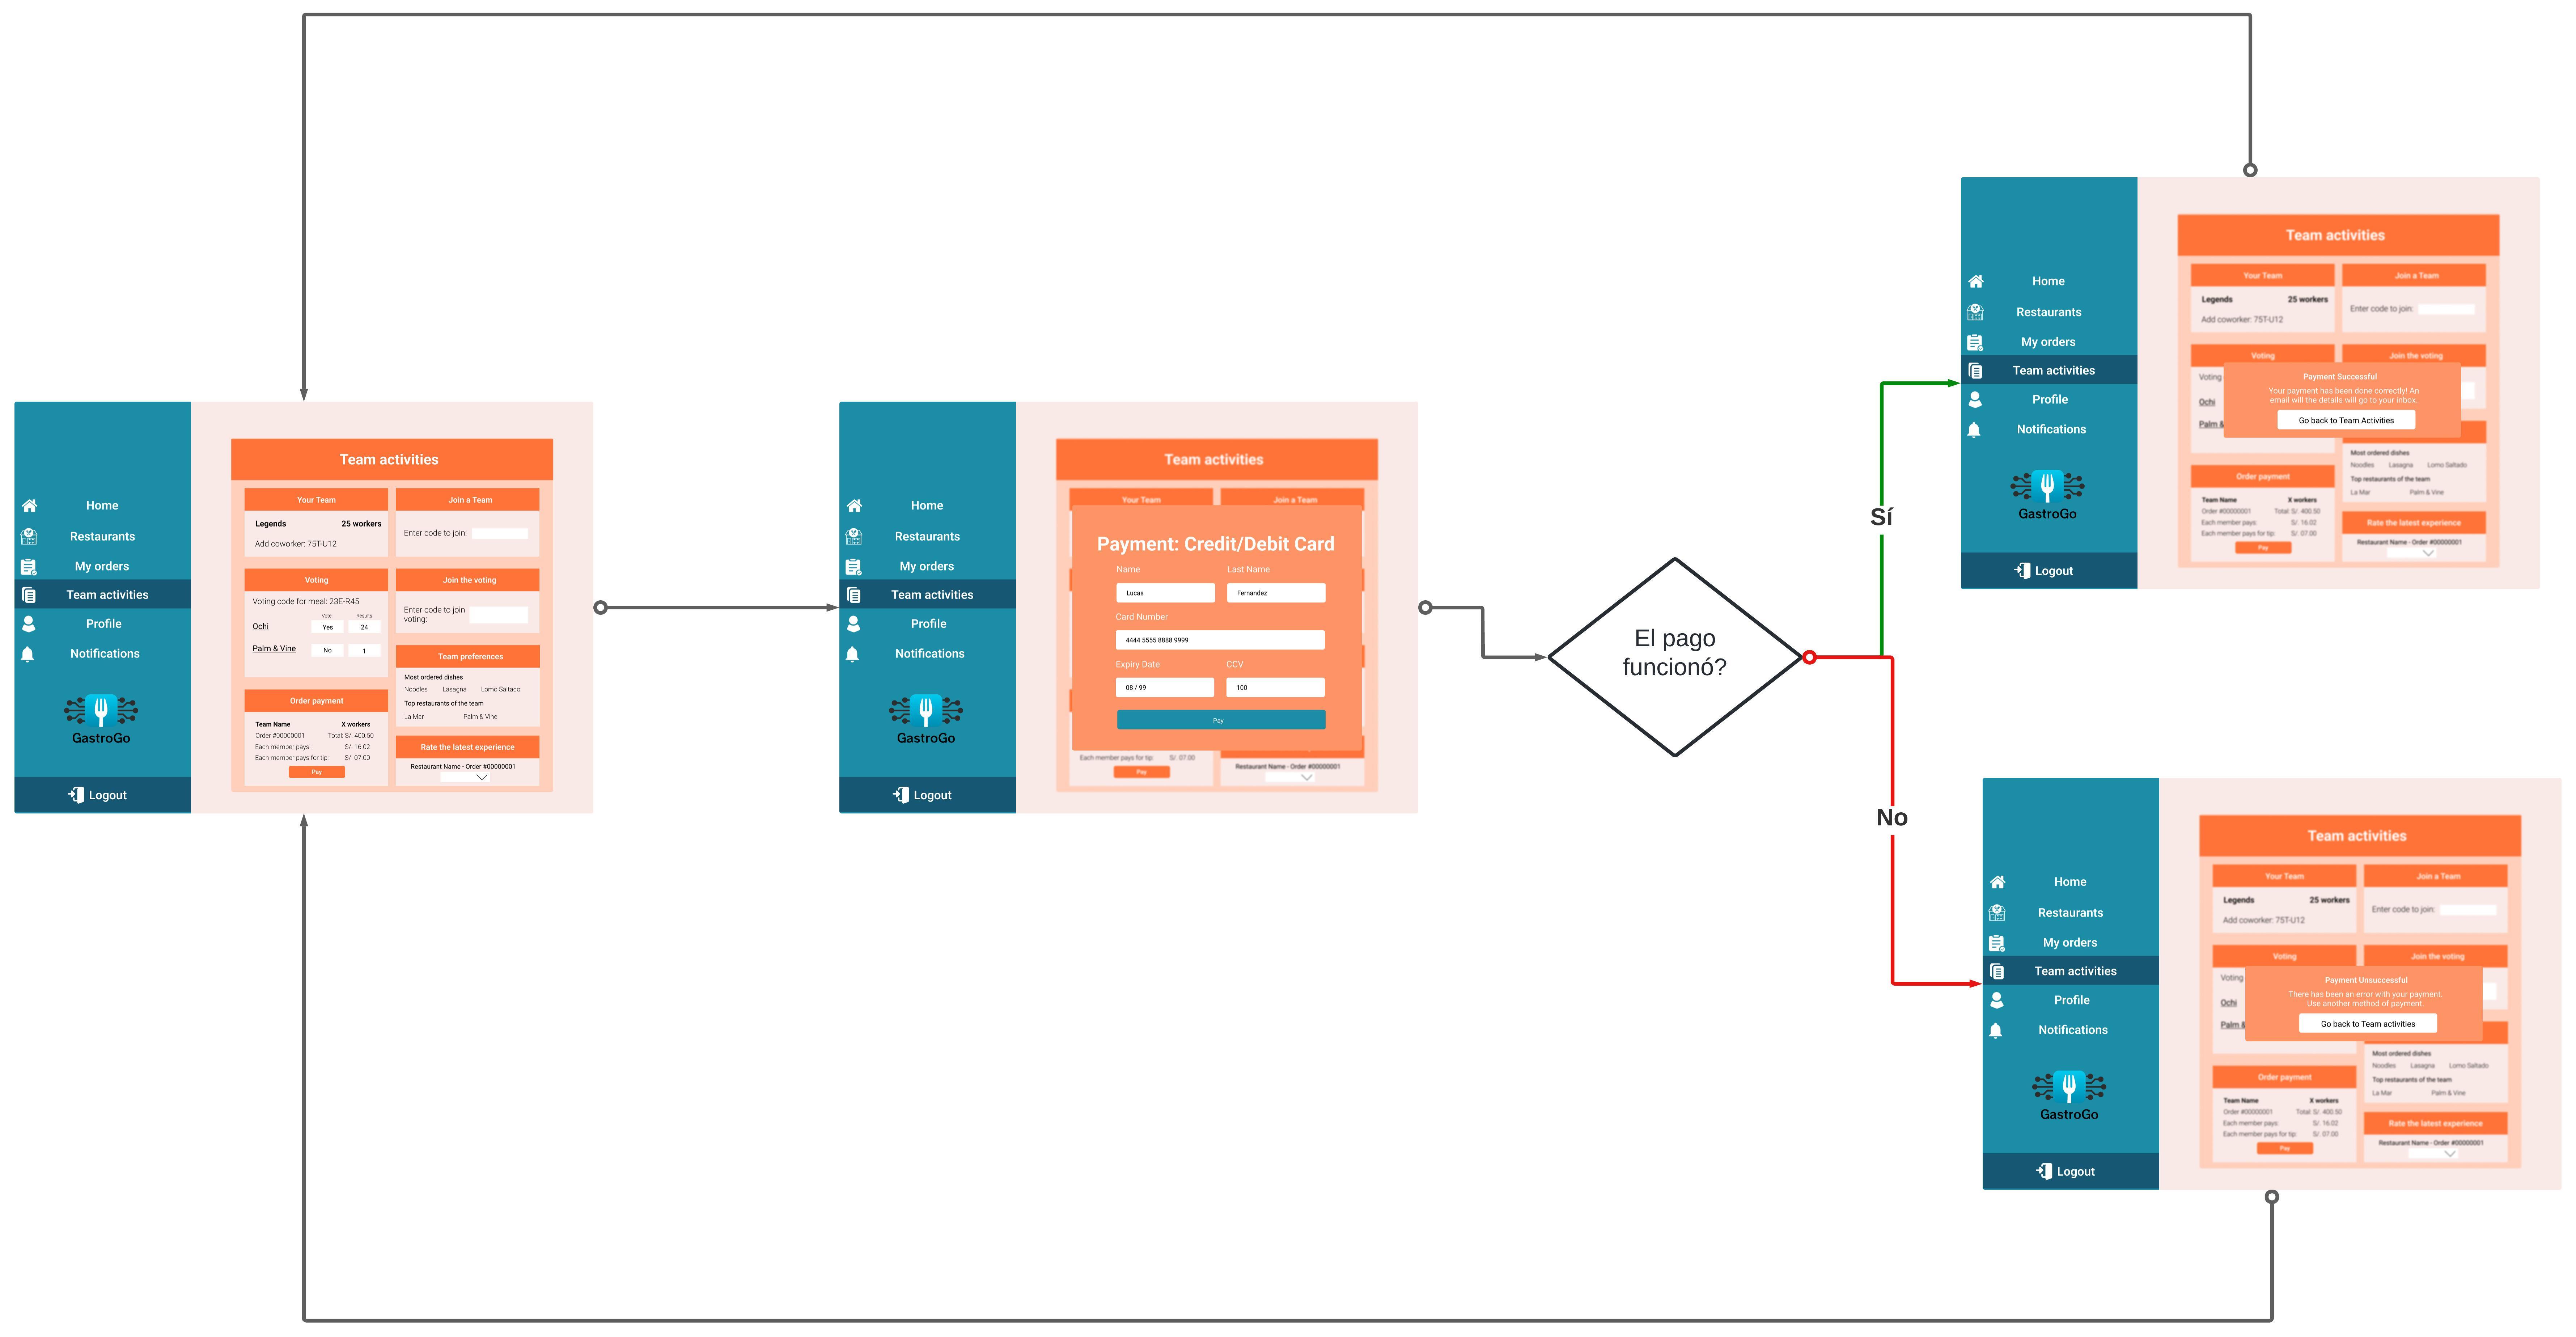 Home
Restaurants
My orders
Team activities
Profile
Notifications
GastroGo
Logout
Team activities
Your Team
Legends 25 workers
Add coworker: 75T-U12
Join a Team
Enter code to join:
Voting
Voting code for meal: 23E-R45
Vote! Results
Ochi Yes 24
Palm & Vine No 1
Join the voting
Enter code to join
voting:
Team preferences
Most ordered dishes
Noodles Lasagna Lomo Saltado
Top restaurants of the team
La Mar Palm & Vine
Order payment
Team Name X workers
Order #00000001 Total: S/. 400.50
Each member pays: S/. 16.02
Each member pays for tip: S/. 07.00
Pay
Rate the latest experience
Restaurant Name - Order #00000001
Home
Restaurants
My orders
Team activities
Profile
Notifications
GastroGo
Logout
Team activities
Your Team
Join a Team
Payment: Credit/Debit Card
Name Last Name
Lucas Fernandez
Card Number
4444 5555 8888 9999
Expiry Date CCV
08 / 99 100
Pay
Each member pays for tip: S/. 07.00
Pay
Restaurant Name - Order #00000001
El pago
funcionó?
Sí
No
Home
Restaurants
My orders
Team activities
Profile
Notifications
GastroGo
Logout
Team activities
Your Team
Legends 25 workers
Add coworker: 75T-U12
Join a Team
Enter code to join:
Voting
Join the voting
Voting
Ochi
Palm &
Payment Successful
Your payment has been done correctly! An
email will the details will go to your inbox.
Go back to Team Activities
Most ordered dishes
Noodles Lasagna Lomo Saltado
Top restaurants of the team
La Mar Palm & Vine
Order payment
Team Name X workers
Order #00000001 Total: S/. 400.50
Each member pays: S/. 16.02
Each member pays for tip: S/. 07.00
Pay
Rate the latest experience
Restaurant Name - Order #00000001
Home
Restaurants
My orders
Team activities
Profile
Notifications
GastroGo
Logout
Team activities
Your Team
Legends 25 workers
Add coworker: 75T-U12
Join a Team
Enter code to join:
Voting
Join the voting
Voting
Ochi
Palm &
Payment Unsuccessful
There has been an error with your payment.
Use another method of payment.
Go back to Team activities
Most ordered dishes
Noodles Lasagna Lomo Saltado
Top restaurants of the team
La Mar Palm & Vine
Order payment
Team Name X workers
Order #00000001 Total: S/. 400.50
Each member pays: S/. 16.02
Each member pays for tip: S/. 07.00
Pay
Rate the latest experience
Restaurant Name - Order #00000001